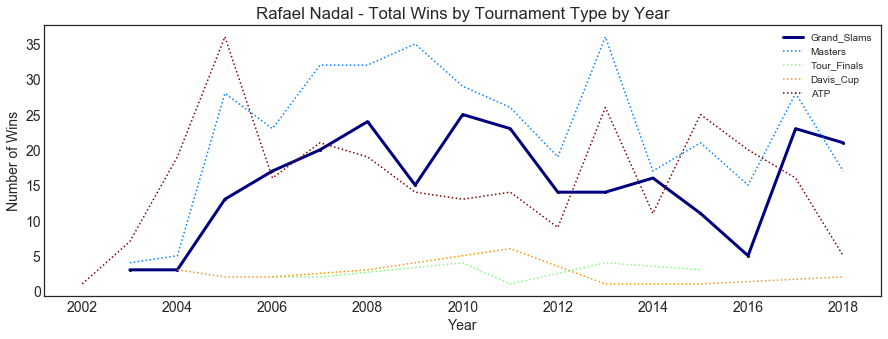 Rafael Nadal - Total Wins by Tournament Type by Year
Number of Wins
35
30
25
20
15
10
5
0
Grand_Slams
Masters
Tour_Finals
Davis_Cup
ATP
2002 2004 2006 2008 2010 2012 2014 2016 2018
Year